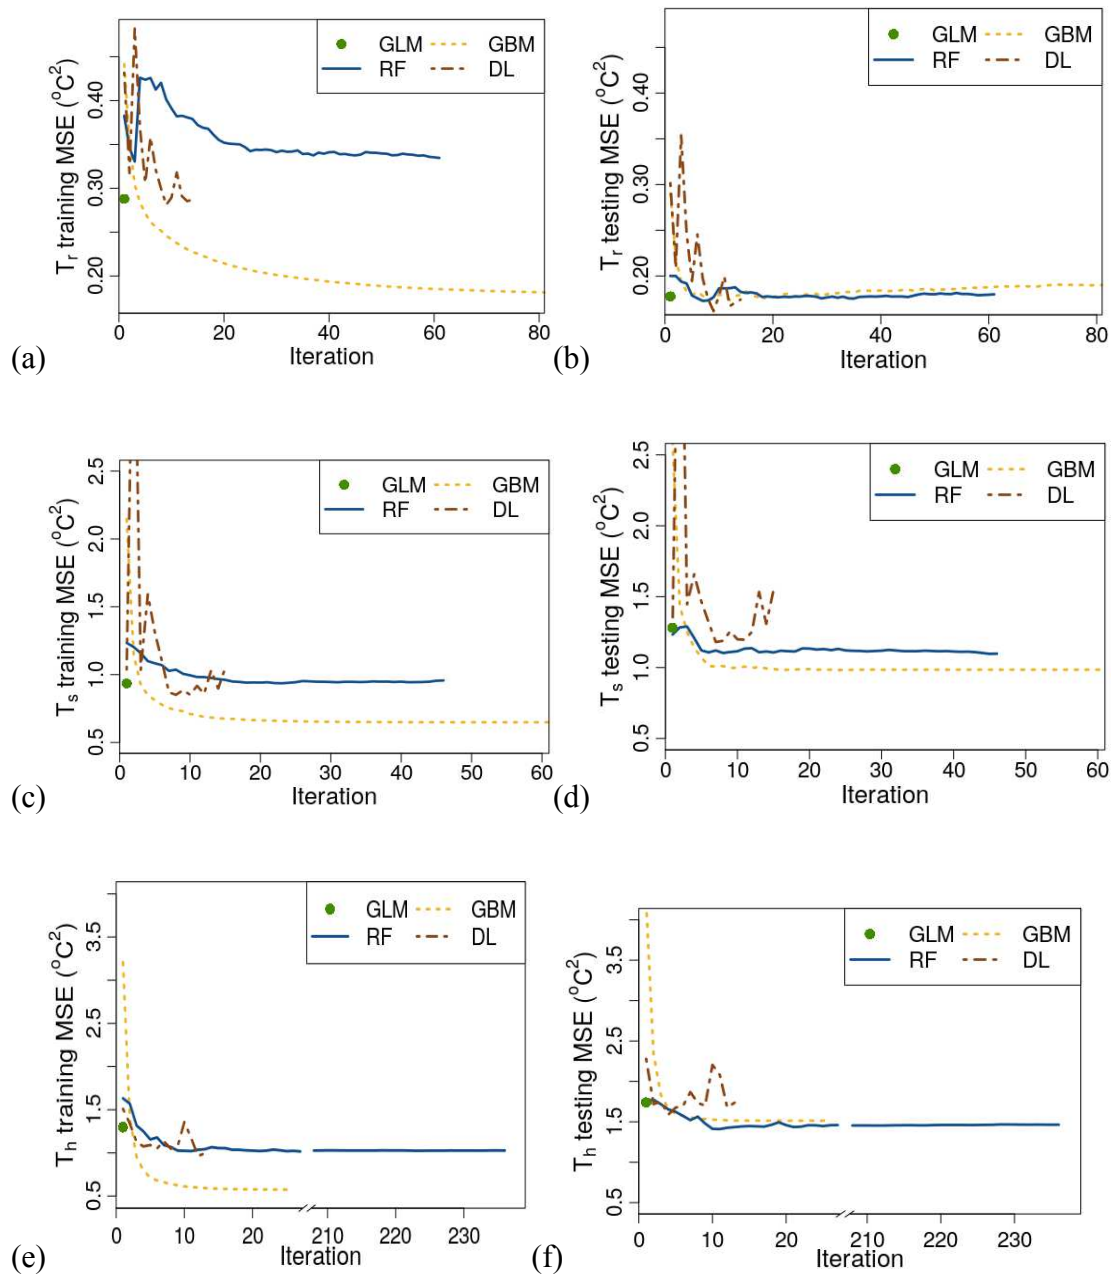 GLM GBM
RF DL
T_r training MSE (°C²)
0.20 0.30 0.40
0 20 40 60 80
Iteration
(a)
GLM GBM
RF DL
T_r testing MSE (°C²)
0.20 0.30 0.40
0 20 40 60 80
Iteration
(b)
GLM GBM
RF DL
T_s training MSE (°C²)
0.5 1.0 1.5 2.0 2.5
0 10 20 30 40 50 60
Iteration
(c)
GLM GBM
RF DL
T_s testing MSE (°C²)
0.5 1.0 1.5 2.0 2.5
0 10 20 30 40 50 60
Iteration
(d)
GLM GBM
RF DL
T_h training MSE (°C²)
0.5 1.5 2.5 3.5
0 10 20 210 220 230
Iteration
(e)
GLM GBM
RF DL
T_h testing MSE (°C²)
0.5 1.5 2.5 3.5
0 10 20 210 220 230
Iteration
(f)